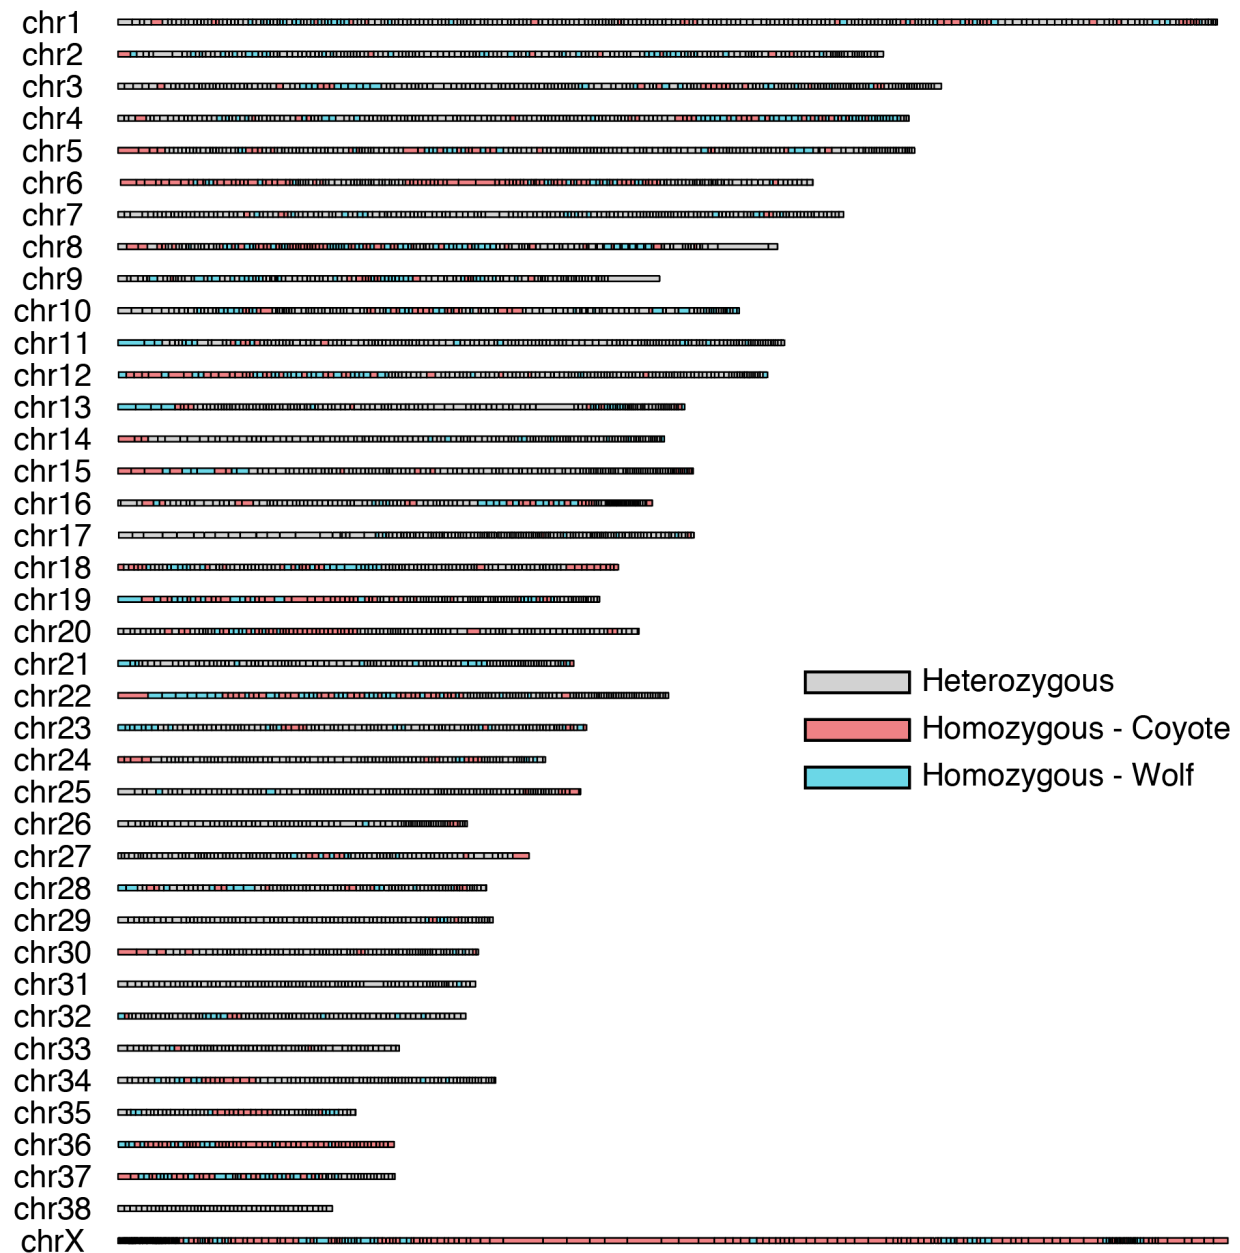 chr1
chr2
chr3
chr4
chr5
chr6
chr7
chr8
chr9
chr10
chr11
chr12
chr13
chr14
chr15
chr16
chr17
chr18
chr19
chr20
chr21
chr22
chr23
chr24
chr25
chr26
chr27
chr28
chr29
chr30
chr31
chr32
chr33
chr34
chr35
chr36
chr37
chr38
chrX
Heterozygous
Homozygous - Coyote
Homozygous - Wolf